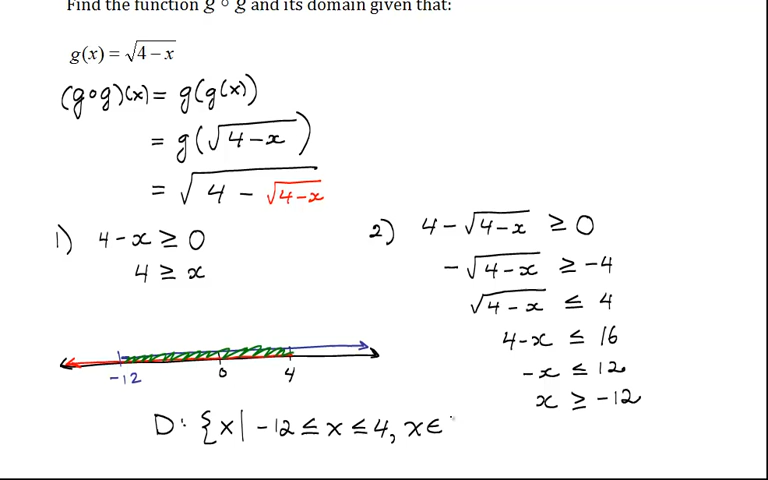 Find the function g ∘ g and its domain given that:
g(x) = √(4 − x)
(g∘g)(x) = g(g(x))
= g(√(4−x))
= √(4 − √(4−x))
1) 4−x ≥ 0
4 ≥ x
2) 4−√(4−x) ≥ 0
−√(4−x) ≥ −4
√(4−x) ≤ 4
4−x ≤ 16
−x ≤ 12
x ≥ −12
−12 0 4
D: {x| −12 ≤ x ≤ 4, x∈